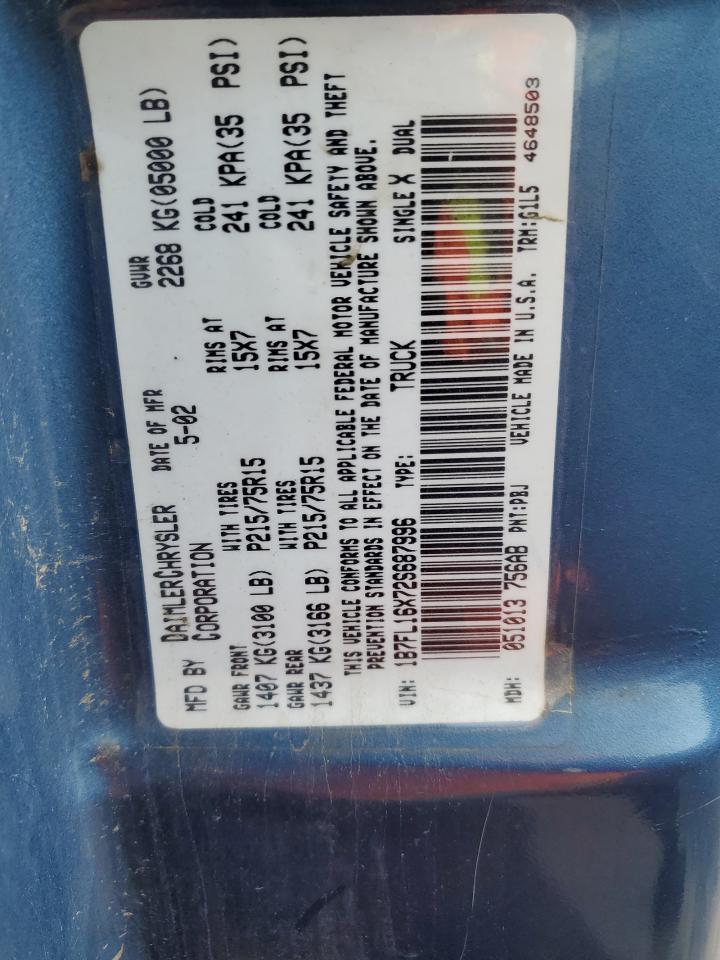 MFD BY DAIMLERCHRYSLER CORPORATION
DATE OF MFR 5-02
GVWR 2268 KG(05000 LB)
GAWR FRONT WITH TIRES RIMS AT COLD
1407 KG(3100 LB) P215/75R15 15X7 241 KPA(35 PSI)
GAWR REAR WITH TIRES RIMS AT COLD
1437 KG(3166 LB) P215/75R15 15X7 241 KPA(35 PSI)
THIS VEHICLE CONFORMS TO ALL APPLICABLE FEDERAL MOTOR VEHICLE SAFETY AND THEFT
PREVENTION STANDARDS IN EFFECT ON THE DATE OF MANUFACTURE SHOWN ABOVE.
VIN: 1B7FL16X72S687996 TYPE: TRUCK SINGLE X DUAL
MDH: 051013 756AB PNT:PBJ VEHICLE MADE IN U.S.A. TRM:G1L5 4648503